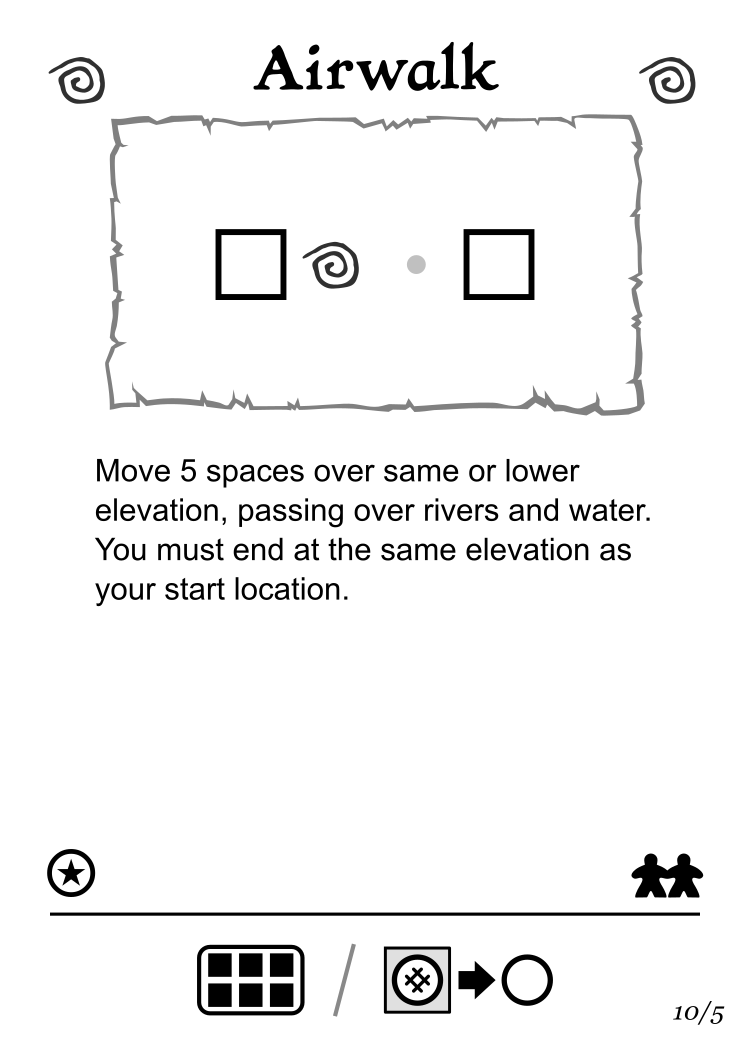 Airwalk
Move 5 spaces over same or lower
elevation, passing over rivers and water.
You must end at the same elevation as
your start location.
10/5